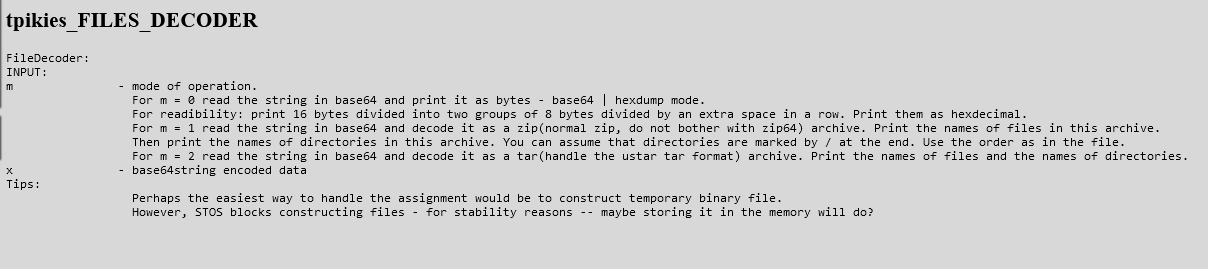 tpikies_FILES_DECODER
FileDecoder:
INPUT:
m - mode of operation.
For m = 0 read the string in base64 and print it as bytes - base64 | hexdump mode.
For readibility: print 16 bytes divided into two groups of 8 bytes divided by an extra space in a row. Print them as hexdecimal.
For m = 1 read the string in base64 and decode it as a zip(normal zip, do not bother with zip64) archive. Print the names of files in this archive.
Then print the names of directories in this archive. You can assume that directories are marked by / at the end. Use the order as in the file.
For m = 2 read the string in base64 and decode it as a tar(handle the ustar tar format) archive. Print the names of files and the names of directories.
x - base64string encoded data
Tips:
Perhaps the easiest way to handle the assignment would be to construct temporary binary file.
However, STOS blocks constructing files - for stability reasons -- maybe storing it in the memory will do?